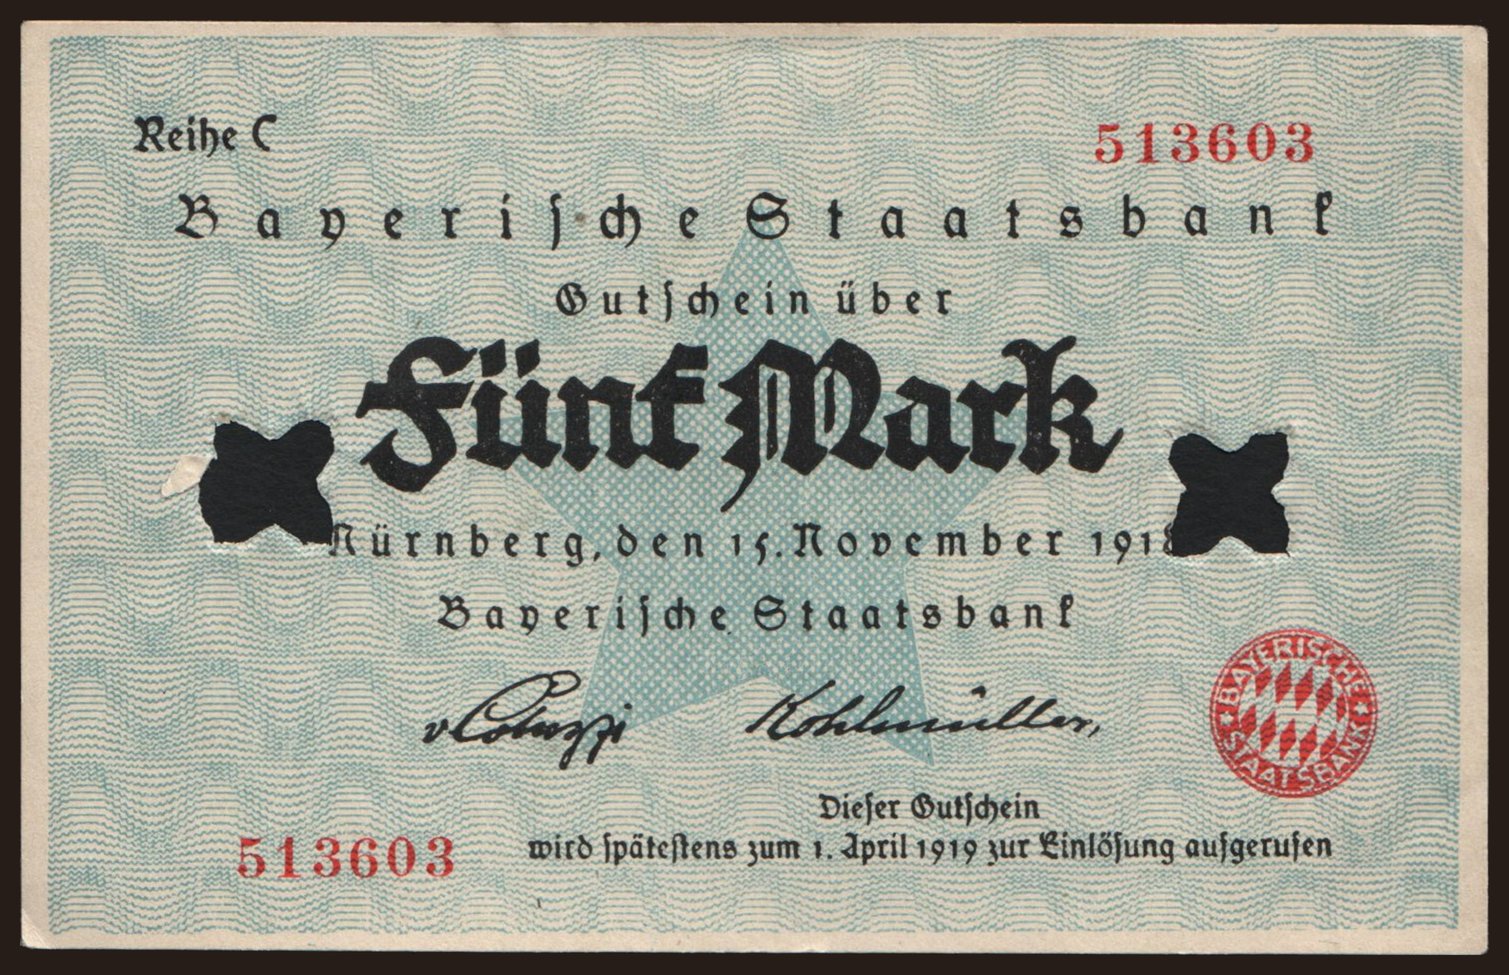 Reihe C
513603
Bayerische Staatsbank
Gutschein über
Fünf Mark
Nürnberg, den 15. November 1918
Bayerische Staatsbank
Kohlmüller,
BAYERISCHE STAATSBANK
Dieser Gutschein
wird spätestens zum 1. April 1919 zur Einlösung aufgerufen
513603